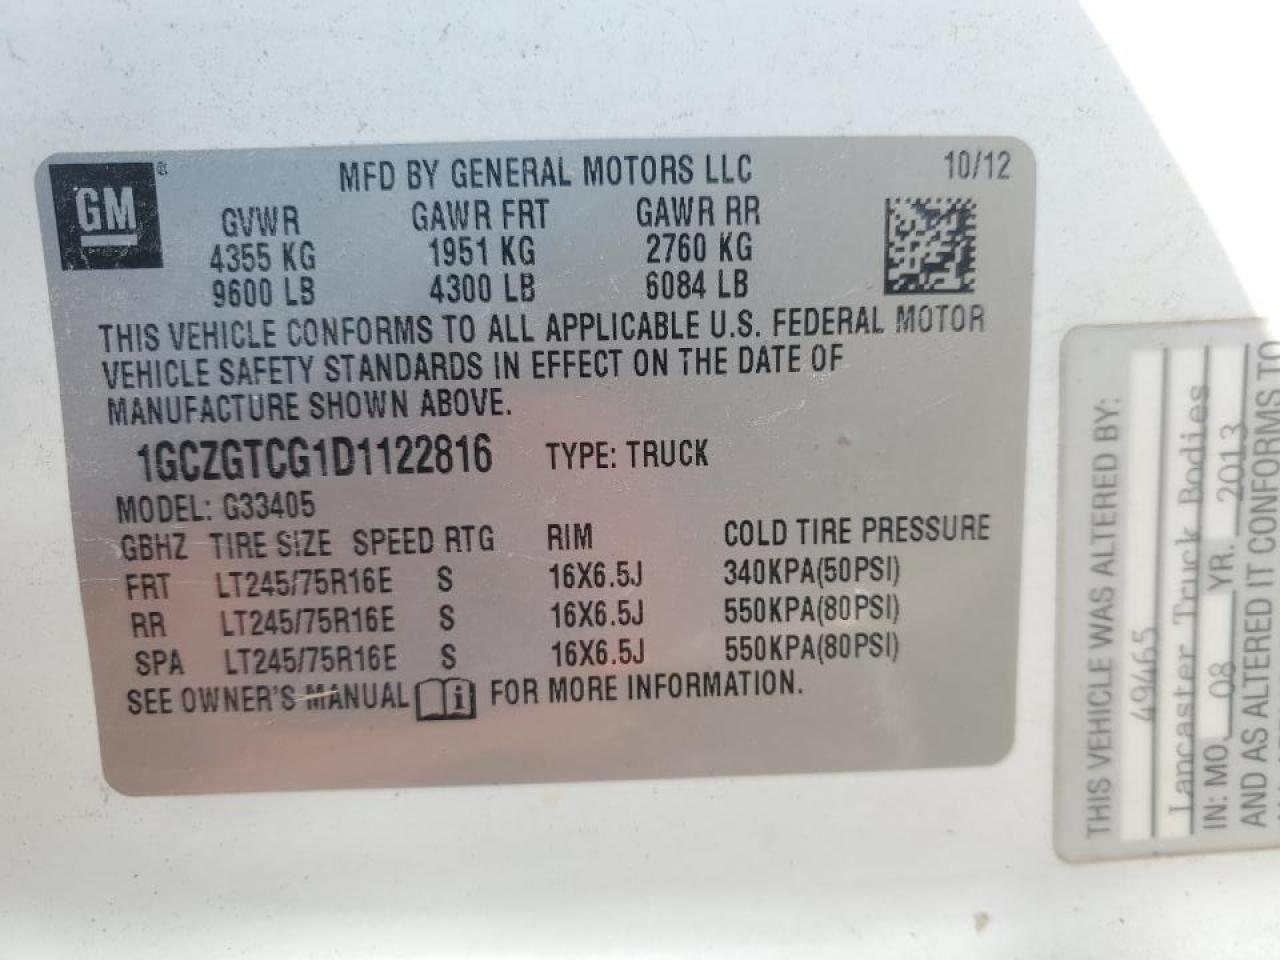 GM ®
MFD BY GENERAL MOTORS LLC 10/12
GVWR GAWR FRT GAWR RR
4355 KG 1951 KG 2760 KG
9600 LB 4300 LB 6084 LB
THIS VEHICLE CONFORMS TO ALL APPLICABLE U.S. FEDERAL MOTOR
VEHICLE SAFETY STANDARDS IN EFFECT ON THE DATE OF
MANUFACTURE SHOWN ABOVE.
1GCZGTCG1D1122816 TYPE: TRUCK
MODEL: G33405
GBHZ TIRE SIZE SPEED RTG RIM COLD TIRE PRESSURE
FRT LT245/75R16E S 16X6.5J 340KPA(50PSI)
RR LT245/75R16E S 16X6.5J 550KPA(80PSI)
SPA LT245/75R16E S 16X6.5J 550KPA(80PSI)
SEE OWNER'S MANUAL i FOR MORE INFORMATION.
THIS VEHICLE WAS ALTERED BY:
49465
Lancaster Truck Bodies
IN: MO. 08 YR. 2013
AND AS ALTERED IT CONFORMS TO